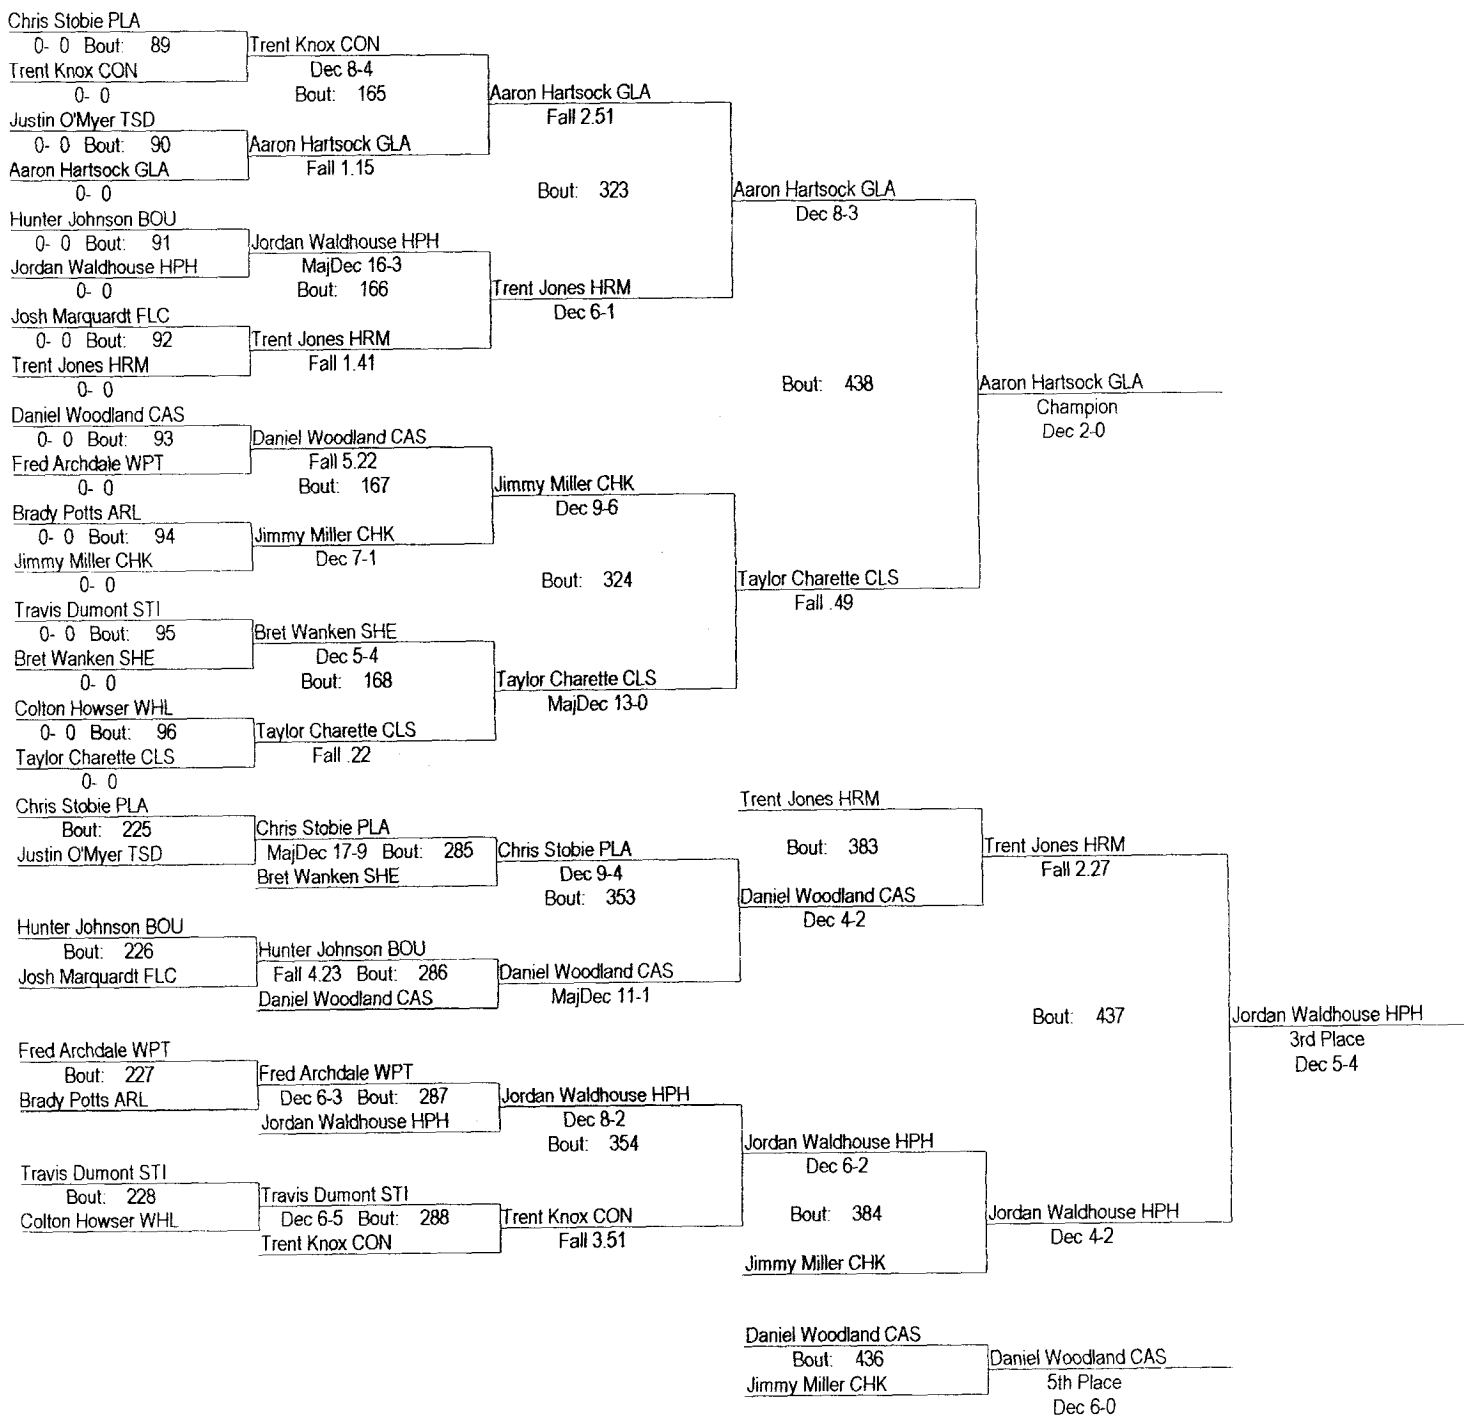 Chris Stobie PLA
0- 0 Bout: 89
Trent Knox CON
0- 0
Justin O'Myer TSD
0- 0 Bout: 90
Aaron Hartsock GLA
0- 0
Hunter Johnson BOU
0- 0 Bout: 91
Jordan Waldhouse HPH
0- 0
Josh Marquardt FLC
0- 0 Bout: 92
Trent Jones HRM
0- 0
Daniel Woodland CAS
0- 0 Bout: 93
Fred Archdale WPT
0- 0
Brady Potts ARL
0- 0 Bout: 94
Jimmy Miller CHK
0- 0
Travis Dumont STI
0- 0 Bout: 95
Bret Wanken SHE
0- 0
Colton Howser WHL
0- 0 Bout: 96
Taylor Charette CLS
0- 0
Trent Knox CON
Dec 8-4
Bout: 165
Aaron Hartsock GLA
Fall 1.15
Jordan Waldhouse HPH
MajDec 16-3
Bout: 166
Trent Jones HRM
Fall 1.41
Daniel Woodland CAS
Fall 5.22
Bout: 167
Jimmy Miller CHK
Dec 7-1
Bret Wanken SHE
Dec 5-4
Bout: 168
Taylor Charette CLS
Fall .22
Aaron Hartsock GLA
Fall 2.51
Bout: 323
Trent Jones HRM
Dec 6-1
Jimmy Miller CHK
Dec 9-6
Bout: 324
Taylor Charette CLS
MajDec 13-0
Aaron Hartsock GLA
Dec 8-3
Bout: 438
Taylor Charette CLS
Fall .49
Aaron Hartsock GLA
Champion
Dec 2-0
Chris Stobie PLA
Bout: 225
Justin O'Myer TSD
Hunter Johnson BOU
Bout: 226
Josh Marquardt FLC
Fred Archdale WPT
Bout: 227
Brady Potts ARL
Travis Dumont STI
Bout: 228
Colton Howser WHL
Chris Stobie PLA
MajDec 17-9 Bout: 285
Bret Wanken SHE
Hunter Johnson BOU
Fall 4.23 Bout: 286
Daniel Woodland CAS
Fred Archdale WPT
Dec 6-3 Bout: 287
Jordan Waldhouse HPH
Travis Dumont STI
Dec 6-5 Bout: 288
Trent Knox CON
Chris Stobie PLA
Dec 9-4
Bout: 353
Daniel Woodland CAS
MajDec 11-1
Jordan Waldhouse HPH
Dec 8-2
Bout: 354
Trent Knox CON
Fall 3.51
Trent Jones HRM
Bout: 383
Daniel Woodland CAS
Dec 4-2
Jordan Waldhouse HPH
Dec 6-2
Bout: 384
Jimmy Miller CHK
Trent Jones HRM
Fall 2.27
Bout: 437
Jordan Waldhouse HPH
Dec 4-2
Jordan Waldhouse HPH
3rd Place
Dec 5-4
Daniel Woodland CAS
Bout: 436
Jimmy Miller CHK
Daniel Woodland CAS
5th Place
Dec 6-0